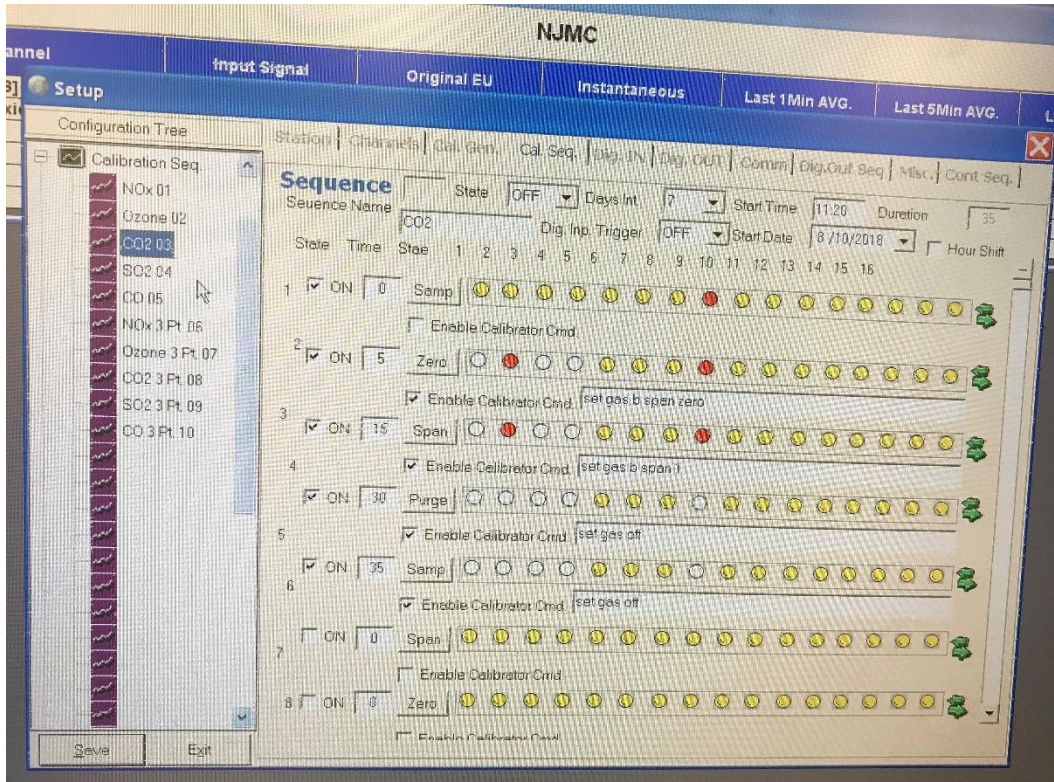 NJMC
annel Input Signal Original EU Instantaneous Last 1Min AVG. Last 5Min AVG. L
3] Setup
Configuration Tree Station Channels Cal. Gen. Cal. Seq. Dig. IN Dig. OUT Comm Dig.Out Seq Misc. Cont Seq.
Calibration Seq.
NOx 01
Ozone 02
CO2 03
SO2 04
CO 05
NOx 3 Pt. 06
Ozone 3 Pt. 07
CO2 3 Pt. 08
SO2 3 Pt. 09
CO 3 Pt. 10
Save Exit
Sequence State OFF Days Int. 7 Start Time 11:20 Duretion 35
Seuence Name CO2 Dig. Inp. Trigger OFF Start Date 8 /10/2018 Hour Shift
State Time Stae 1 2 3 4 5 6 7 8 9 10 11 12 13 14 15 16
1 ON 0 Samp
Enable Calibrator Cmd
2 ON 5 Zero
Enable Calibrator Cmd. set gas b span zero
3 ON 15 Span
Enable Calibrator Cmd. set gas b span 1
4 ON 30 Purge
Enable Calibrator Cmd. set gas off
5 ON 35 Samp
6 Enable Calibrator Cmd. set gas off
ON 0 Span
7 Enable Calibrator Cmd
8 ON 0 Zero
Enable Calibrator Cmd